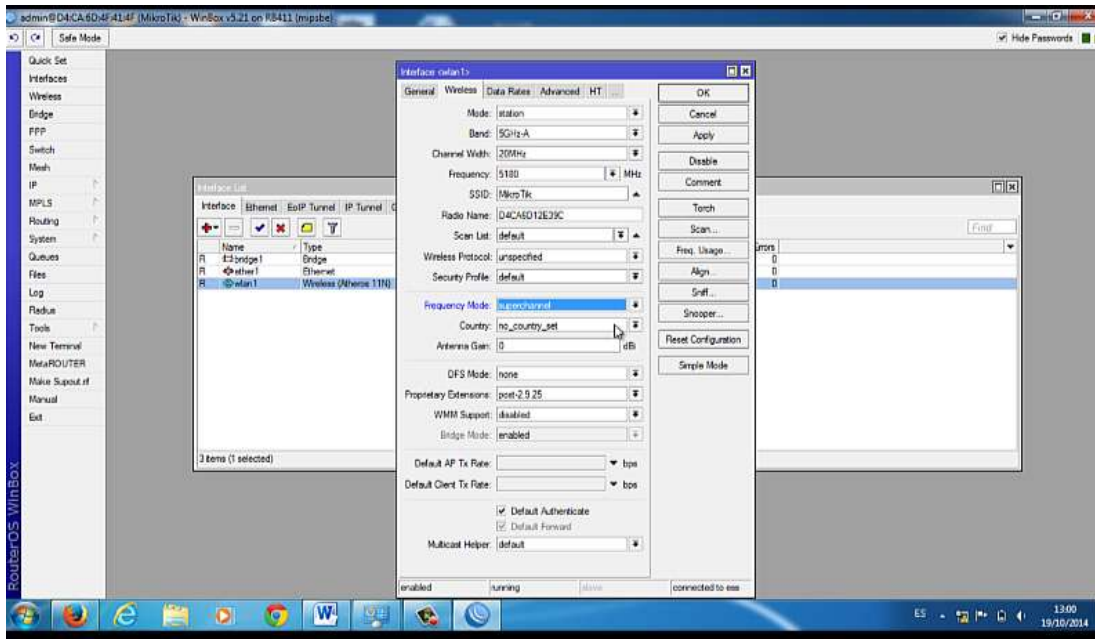 admin@D4:CA:6D:4F:41:4F (MikroTik) - WinBox v5.21 on RB411 (mipsbe)
Safe Mode
Hide Passwords
Quick Set
Interfaces
Wireless
Bridge
PPP
Switch
Mesh
IP
MPLS
Routing
System
Queues
Files
Log
Radius
Tools
New Terminal
MetaROUTER
Make Supout.rif
Manual
Exit
RouterOS WinBox
Interface List
Interface Ethernet EoIP Tunnel IP Tunnel
Find
Name Type Errors
R bridge1 Bridge 0
R ether1 Ethernet 0
R wlan1 Wireless (Atheros 11N) 0
3 items (1 selected)
Interface <wlan1>
General Wireless Data Rates Advanced HT ...
Mode: station
Band: 5GHz-A
Channel Width: 20MHz
Frequency: 5180 MHz
SSID: MikroTik
Radio Name: D4CA6D12E39C
Scan List: default
Wireless Protocol: unspecified
Security Profile: default
Frequency Mode: superchannel
Country: no_country_set
Antenna Gain: 0 dBi
DFS Mode: none
Proprietary Extensions: post-2.9.25
WMM Support: disabled
Bridge Mode: enabled
Default AP Tx Rate: bps
Default Client Tx Rate: bps
Default Authenticate
Default Forward
Multicast Helper: default
enabled running slave connected to ess
OK
Cancel
Apply
Disable
Comment
Torch
Scan...
Freq. Usage...
Align...
Sniff...
Snooper...
Reset Configuration
Simple Mode
ES
13:00
19/10/2014